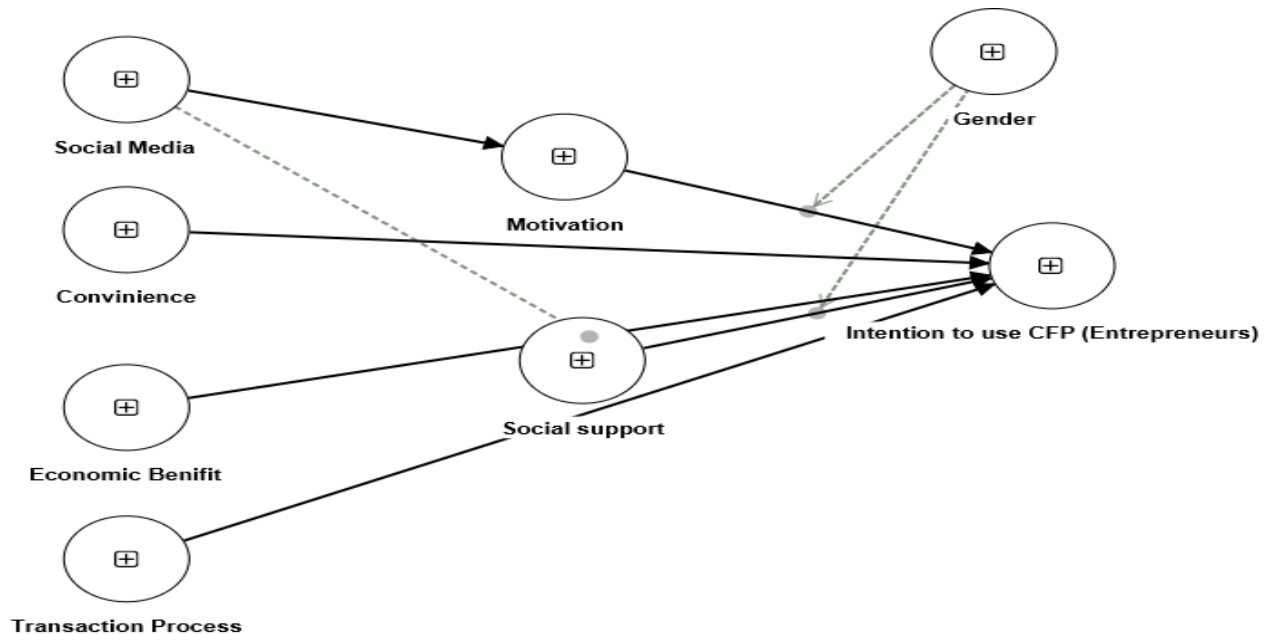 Social Media
Gender
Motivation
Convinience
Intention to use CFP (Entrepreneurs)
Social support
Economic Benifit
Transaction Process